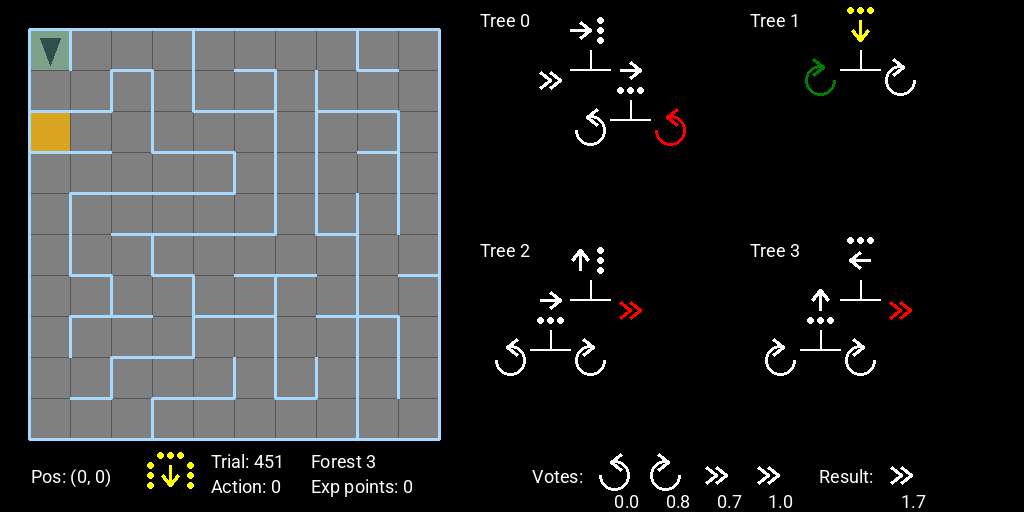 Tree 0
Tree 1
Tree 2
Tree 3
Pos: (0, 0)
Trial: 451
Forest 3
Action: 0
Exp points: 0
Votes:
0.0
0.8
0.7
1.0
Result:
1.7